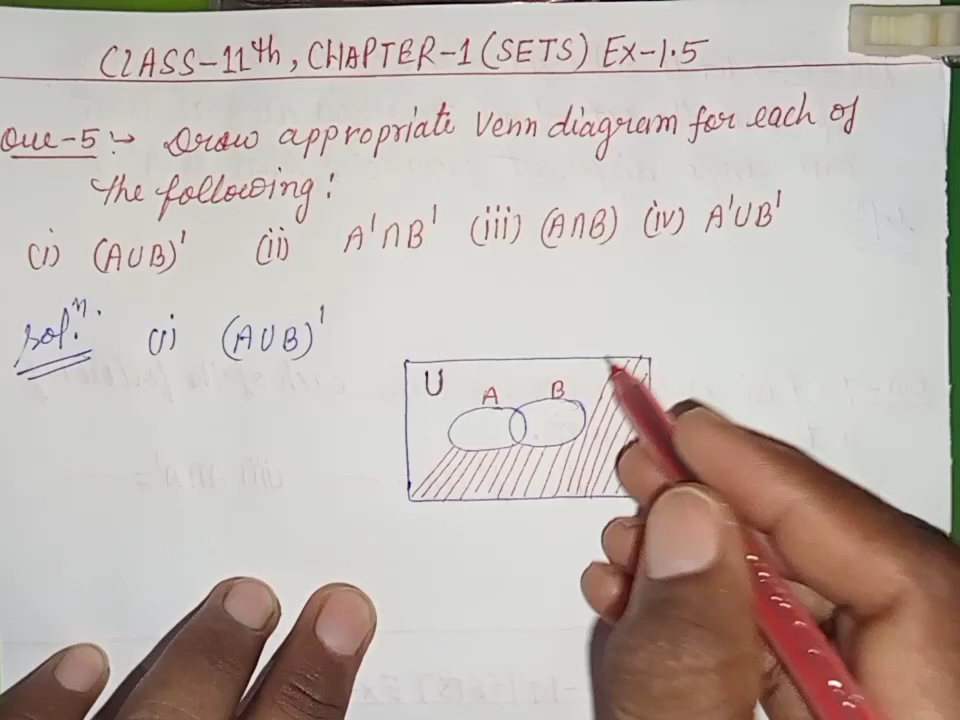 CLASS-11th, CHAPTER-1 (SETS) EX-1.5
Que-5:- Draw appropriate Venn diagram for each of
the following:
(i) (A∪B)' (ii) A'∩B' (iii) (A∩B) (iv) A'∪B'
Sol.ⁿ. (i) (A∪B)'
U
A B